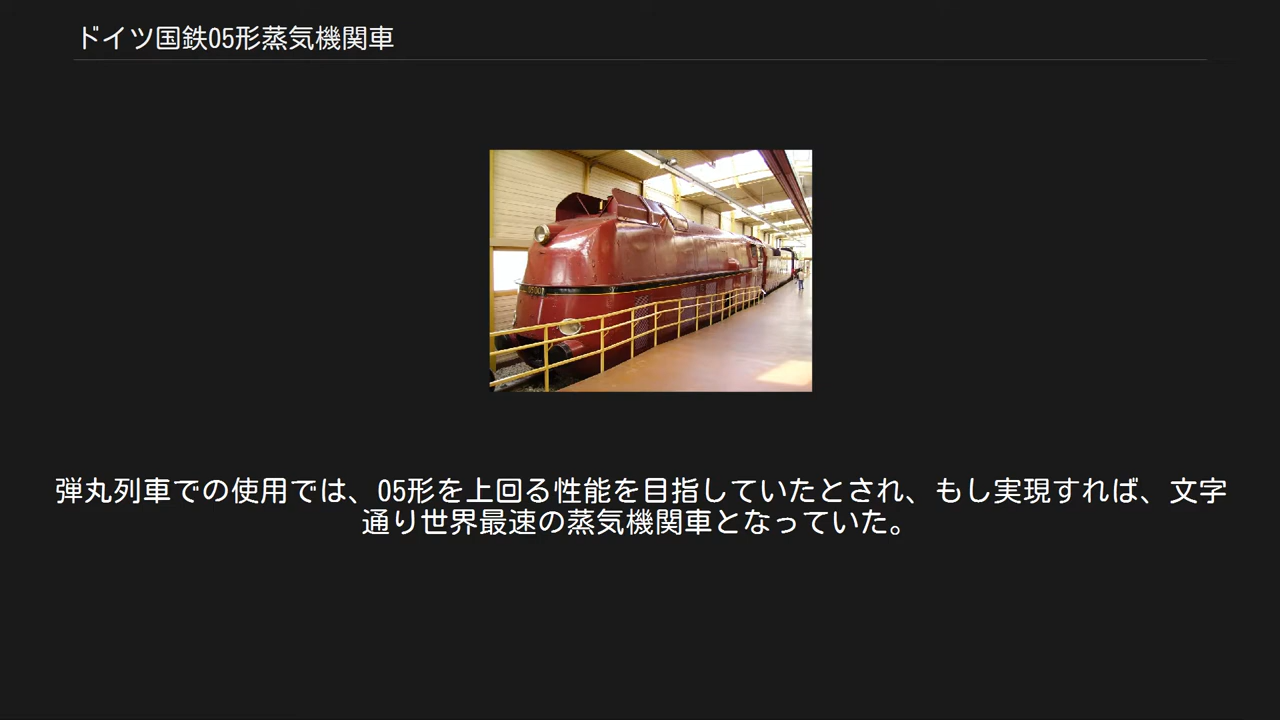 ドイツ国鉄05形蒸気機関車
弾丸列車での使用では、05形を上回る性能を目指していたとされ、もし実現すれば、文字
通り世界最速の蒸気機関車となっていた。